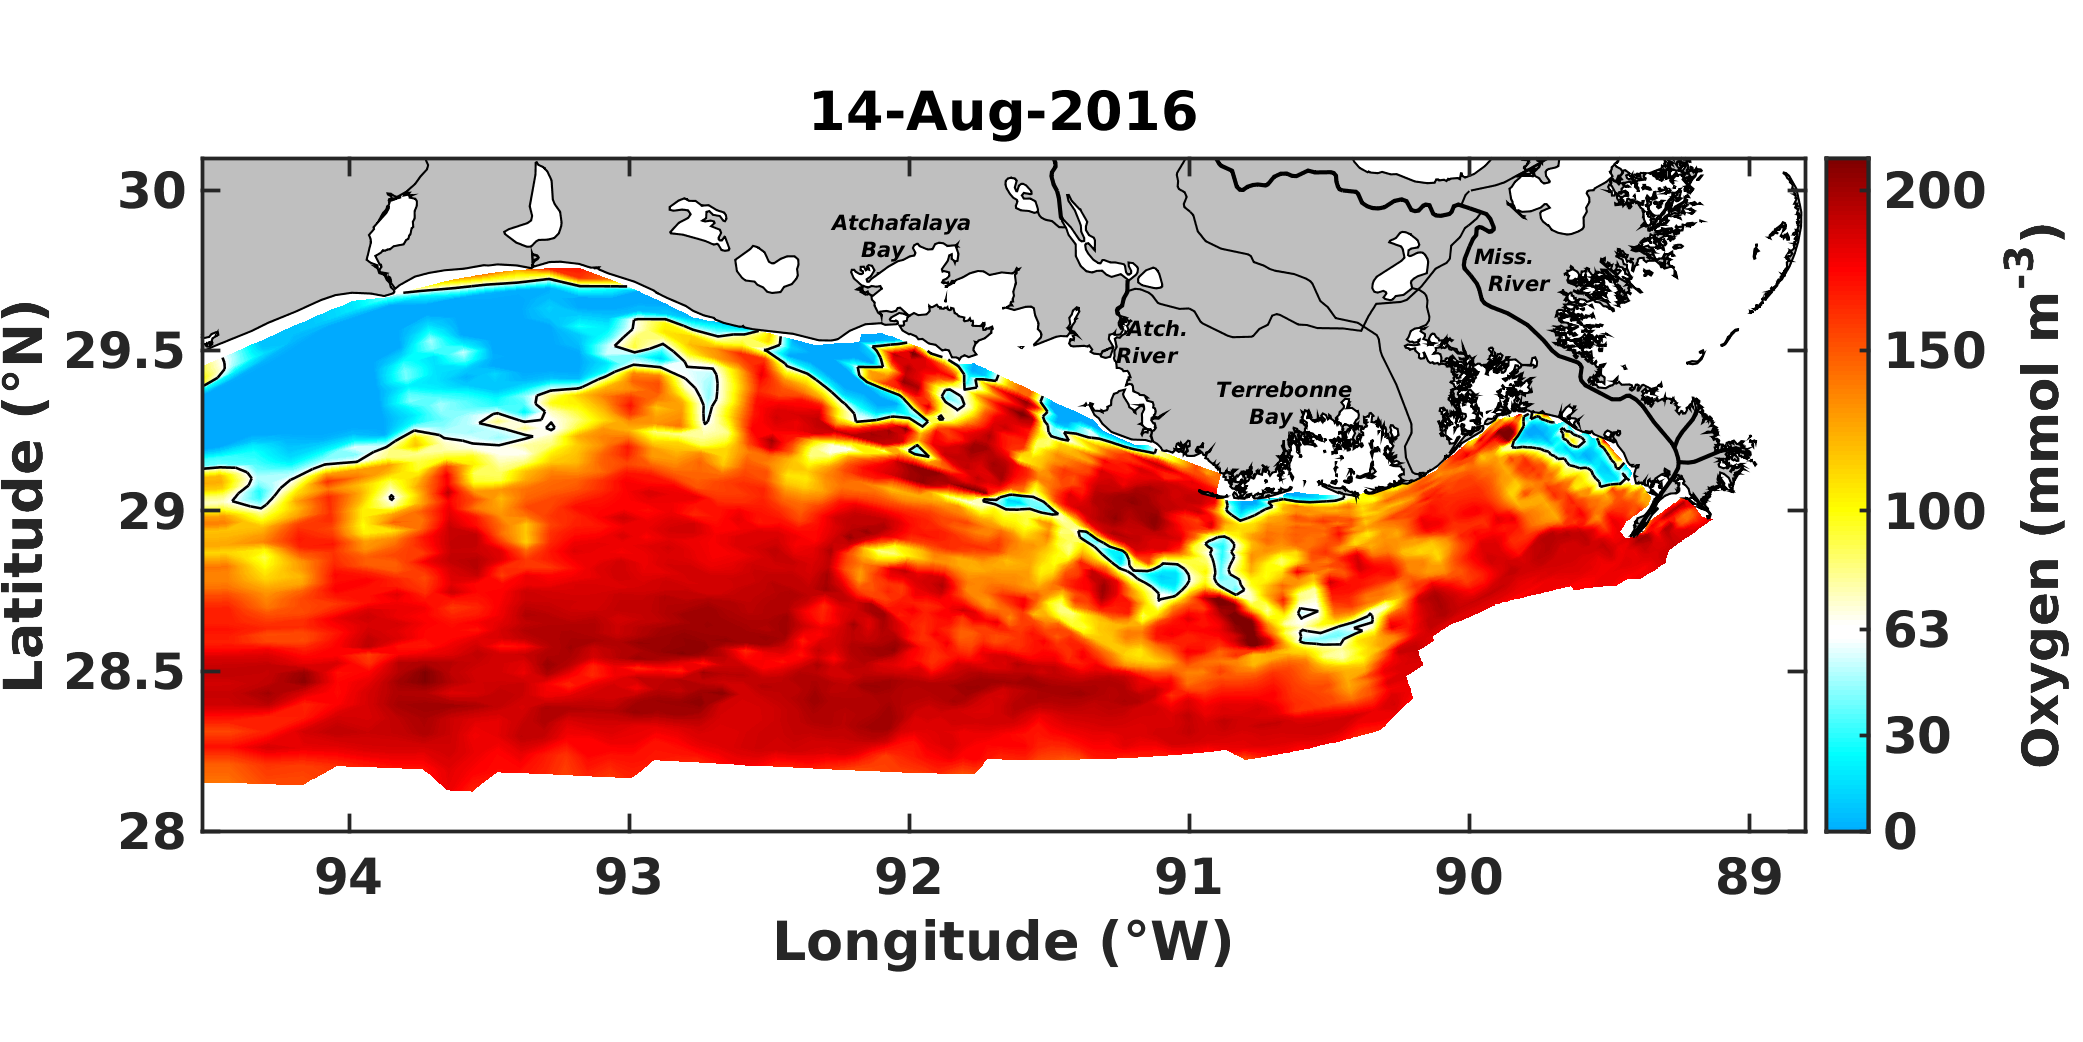 14-Aug-2016
30
29.5
29
28.5
28
Latitude (°N)
94
93
92
91
90
89
Longitude (°W)
Atchafalaya
Bay
Atch.
River
Terrebonne
Bay
Miss.
River
200
150
100
63
30
0
Oxygen (mmol m⁻³)